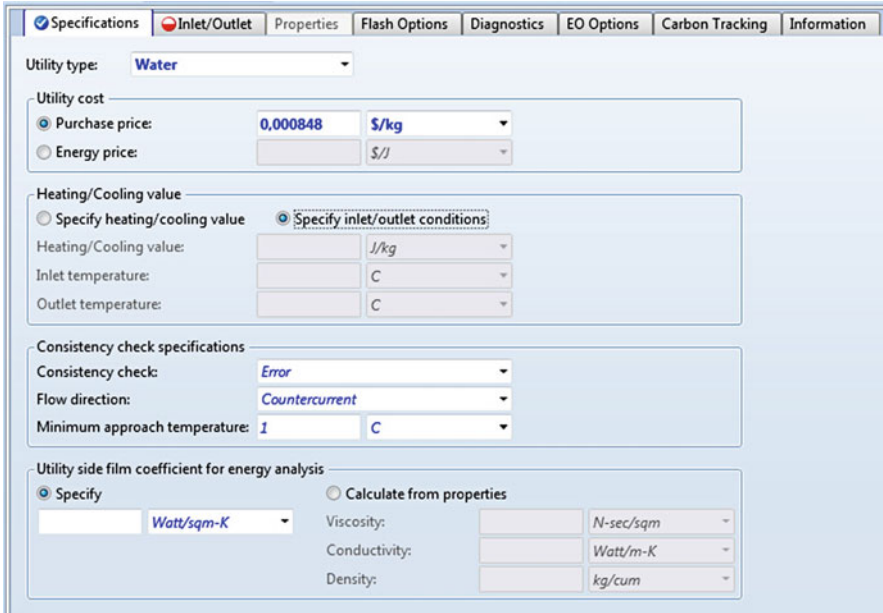 Specifications Inlet/Outlet Properties Flash Options Diagnostics EO Options Carbon Tracking Information
Utility type: Water
Utility cost
Purchase price: 0,000848 $/kg
Energy price: $/J
Heating/Cooling value
Specify heating/cooling value Specify inlet/outlet conditions
Heating/Cooling value: J/kg
Inlet temperature: C
Outlet temperature: C
Consistency check specifications
Consistency check: Error
Flow direction: Countercurrent
Minimum approach temperature: 1 C
Utility side film coefficient for energy analysis
Specify Calculate from properties
Watt/sqm-K Viscosity: N-sec/sqm
Conductivity: Watt/m-K
Density: kg/cum